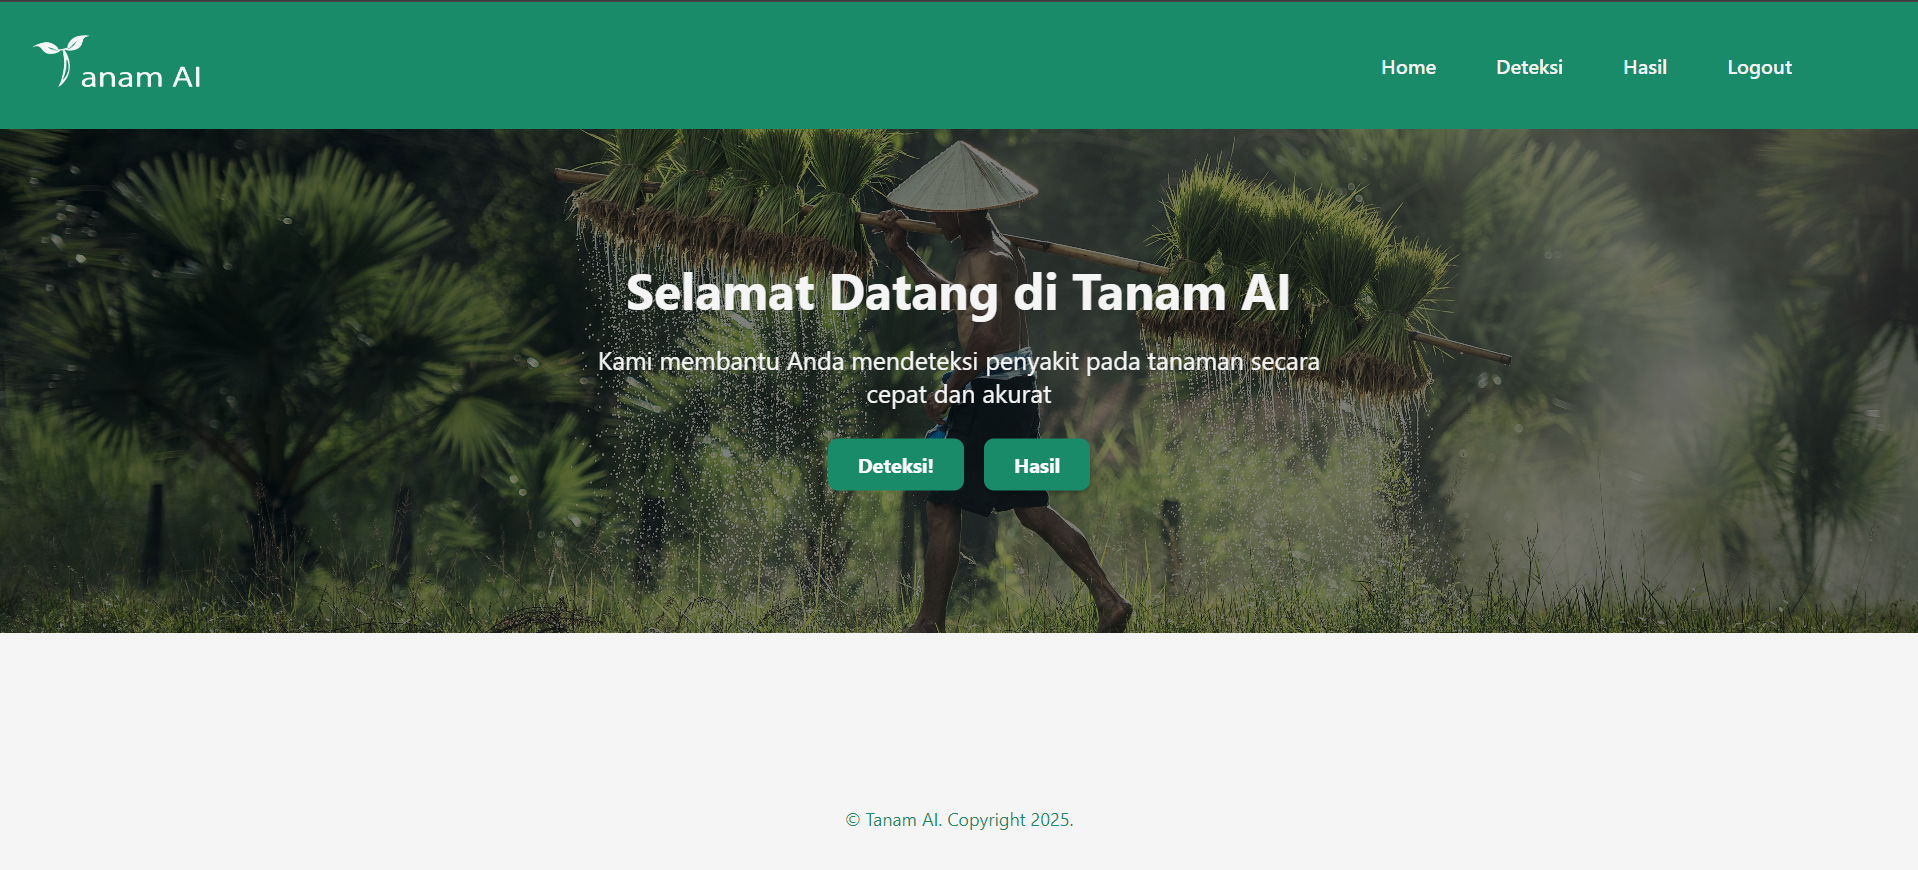 Tanam AI
Home
Deteksi
Hasil
Logout
Selamat Datang di Tanam AI
Kami membantu Anda mendeteksi penyakit pada tanaman secara
cepat dan akurat
Deteksi!
Hasil
© Tanam AI. Copyright 2025.